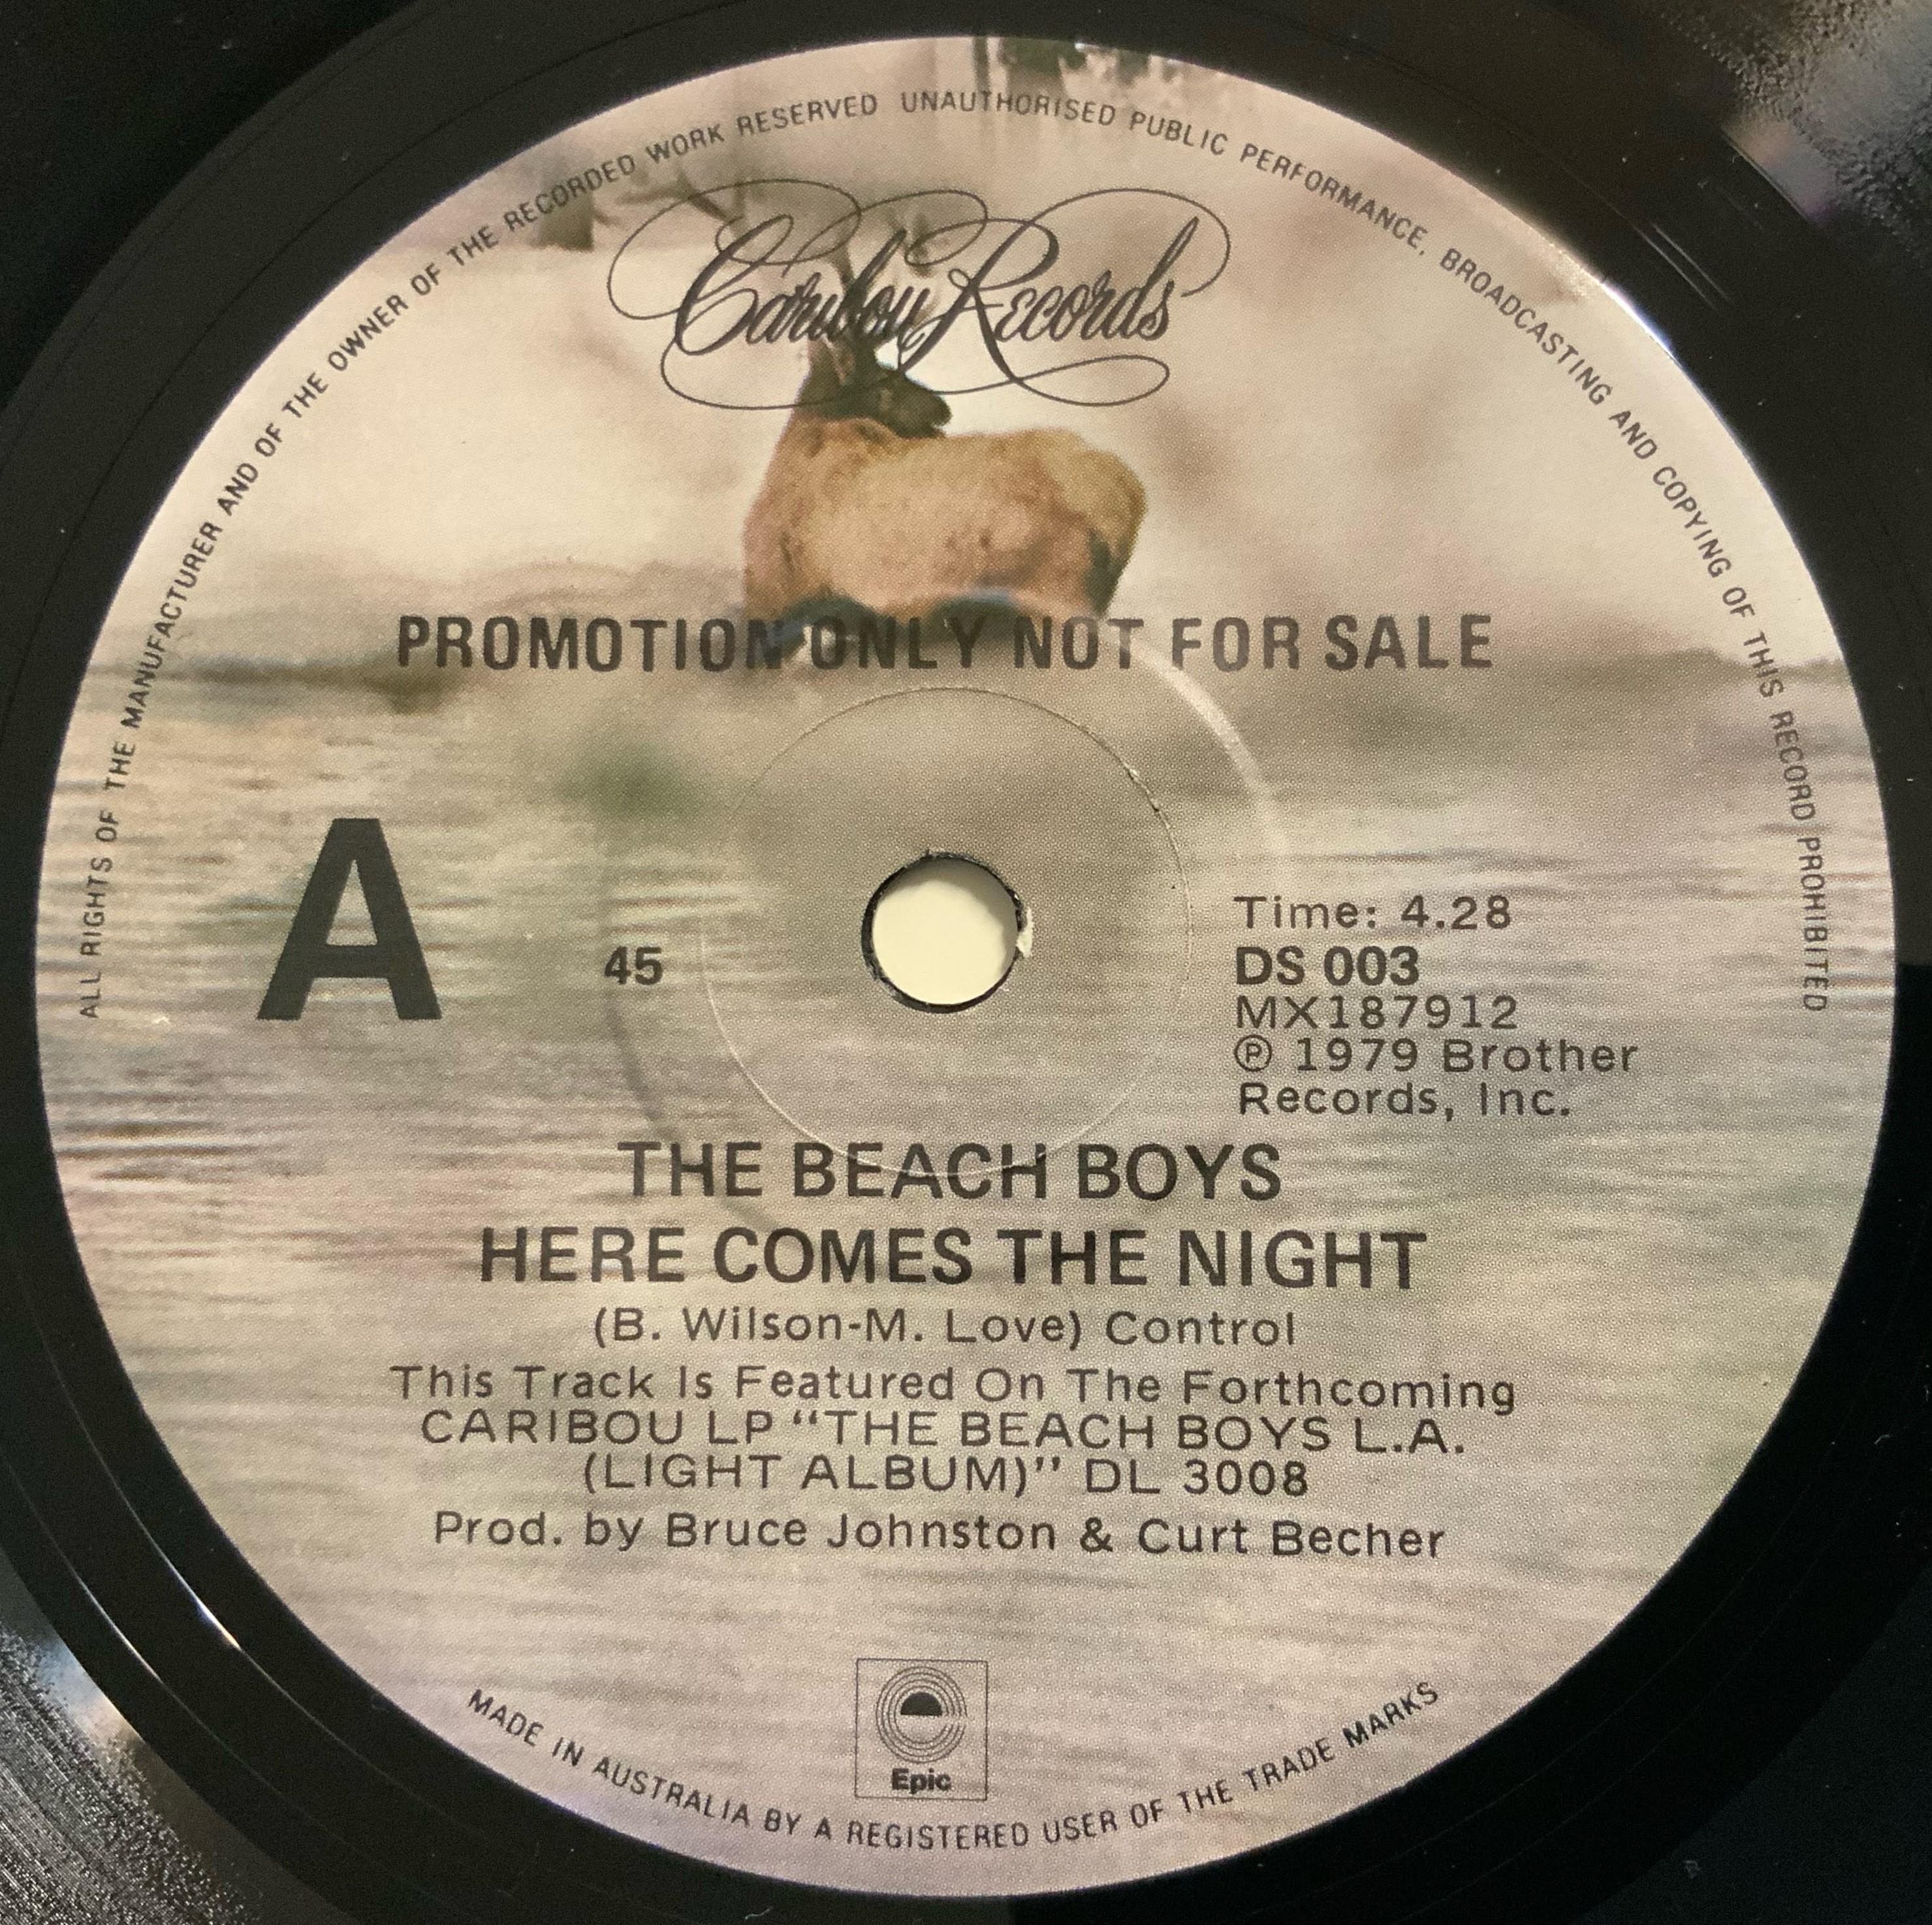 ALL RIGHTS OF THE MANUFACTURER AND OF THE OWNER OF THE RECORDED WORK RESERVED UNAUTHORISED PUBLIC PERFORMANCE, BROADCASTING AND COPYING OF THIS RECORD PROHIBITED
Caribou Records
PROMOTION ONLY NOT FOR SALE
A
45
Time: 4.28
DS 003
MX187912
℗ 1979 Brother
Records, Inc.
THE BEACH BOYS
HERE COMES THE NIGHT
(B. Wilson-M. Love) Control
This Track Is Featured On The Forthcoming
CARIBOU LP “THE BEACH BOYS L.A.
(LIGHT ALBUM)” DL 3008
Prod. by Bruce Johnston & Curt Becher
Epic
MADE IN AUSTRALIA BY A REGISTERED USER OF THE TRADE MARKS